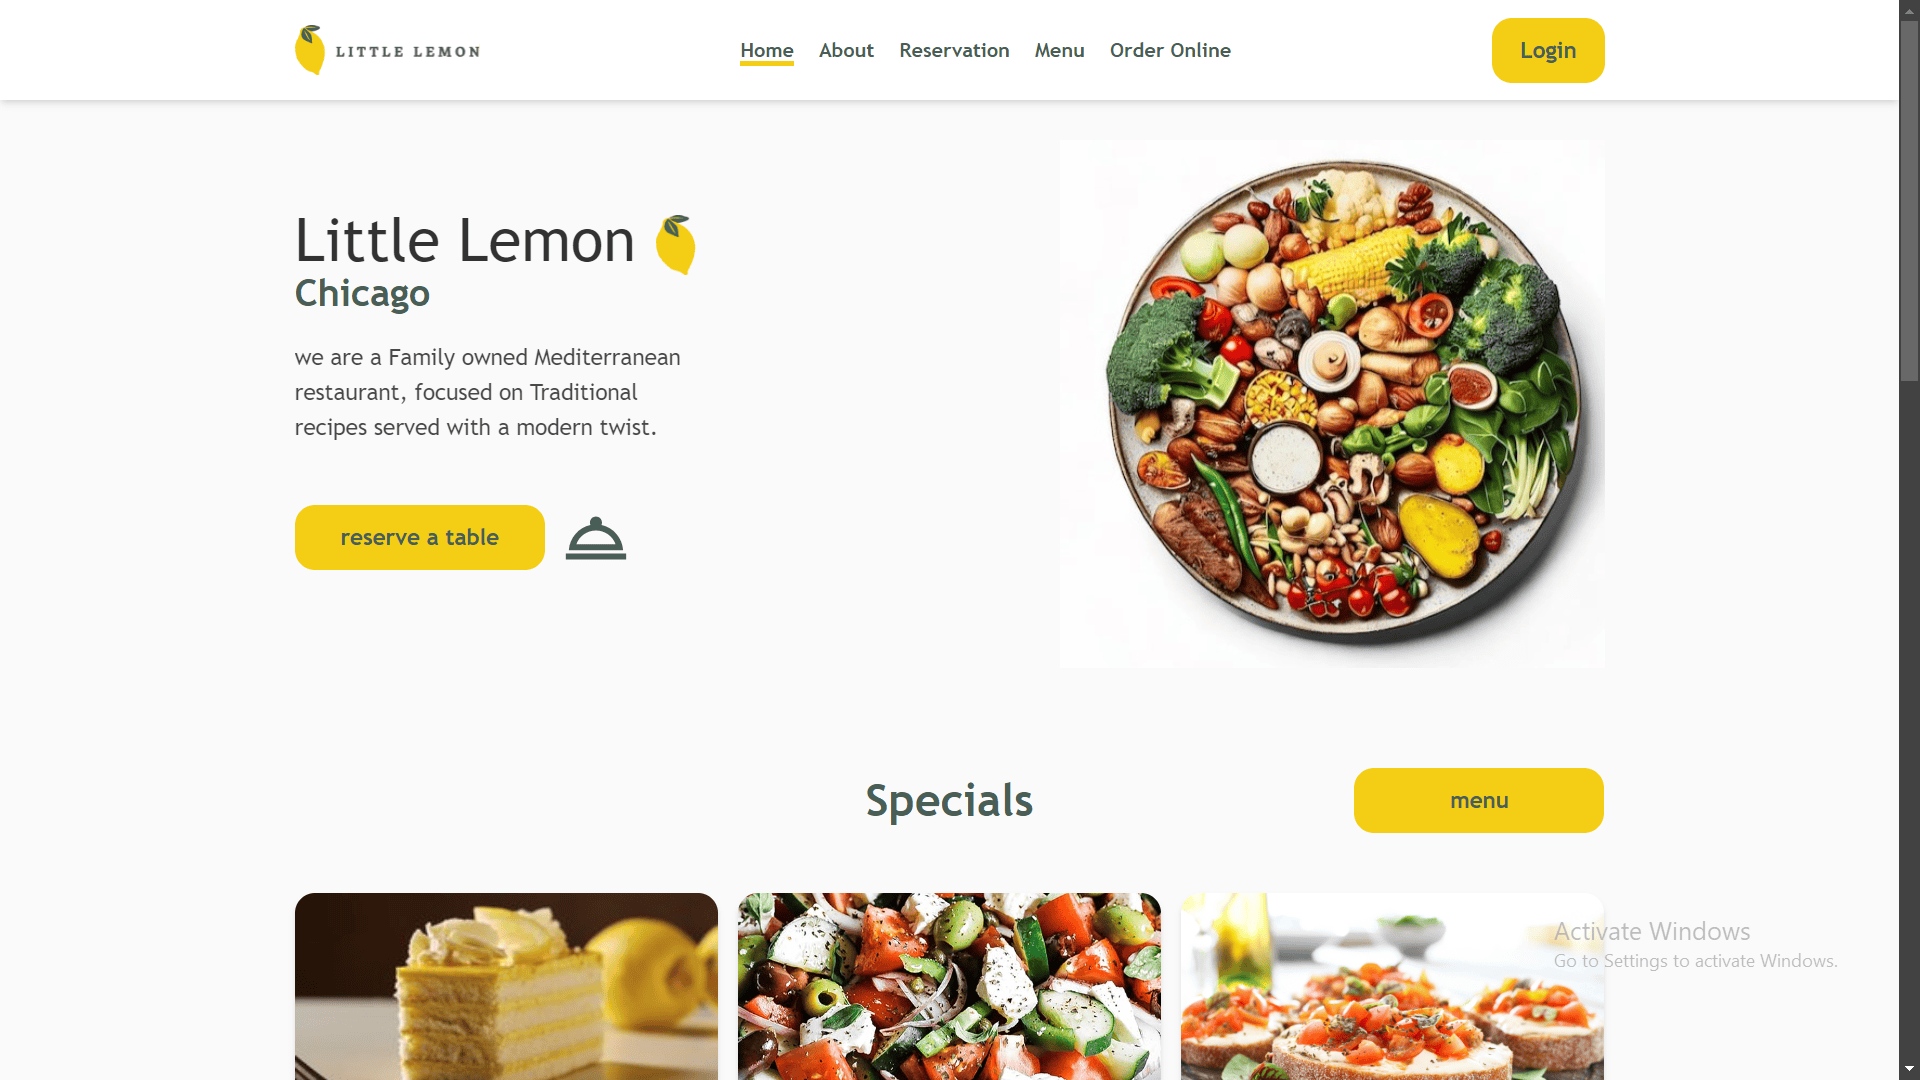 LITTLE LEMON
Home About Reservation Menu Order Online
Login
Little Lemon
Chicago
we are a Family owned Mediterranean
restaurant, focused on Traditional
recipes served with a modern twist.
reserve a table
Specials
menu
Activate Windows
Go to Settings to activate Windows.